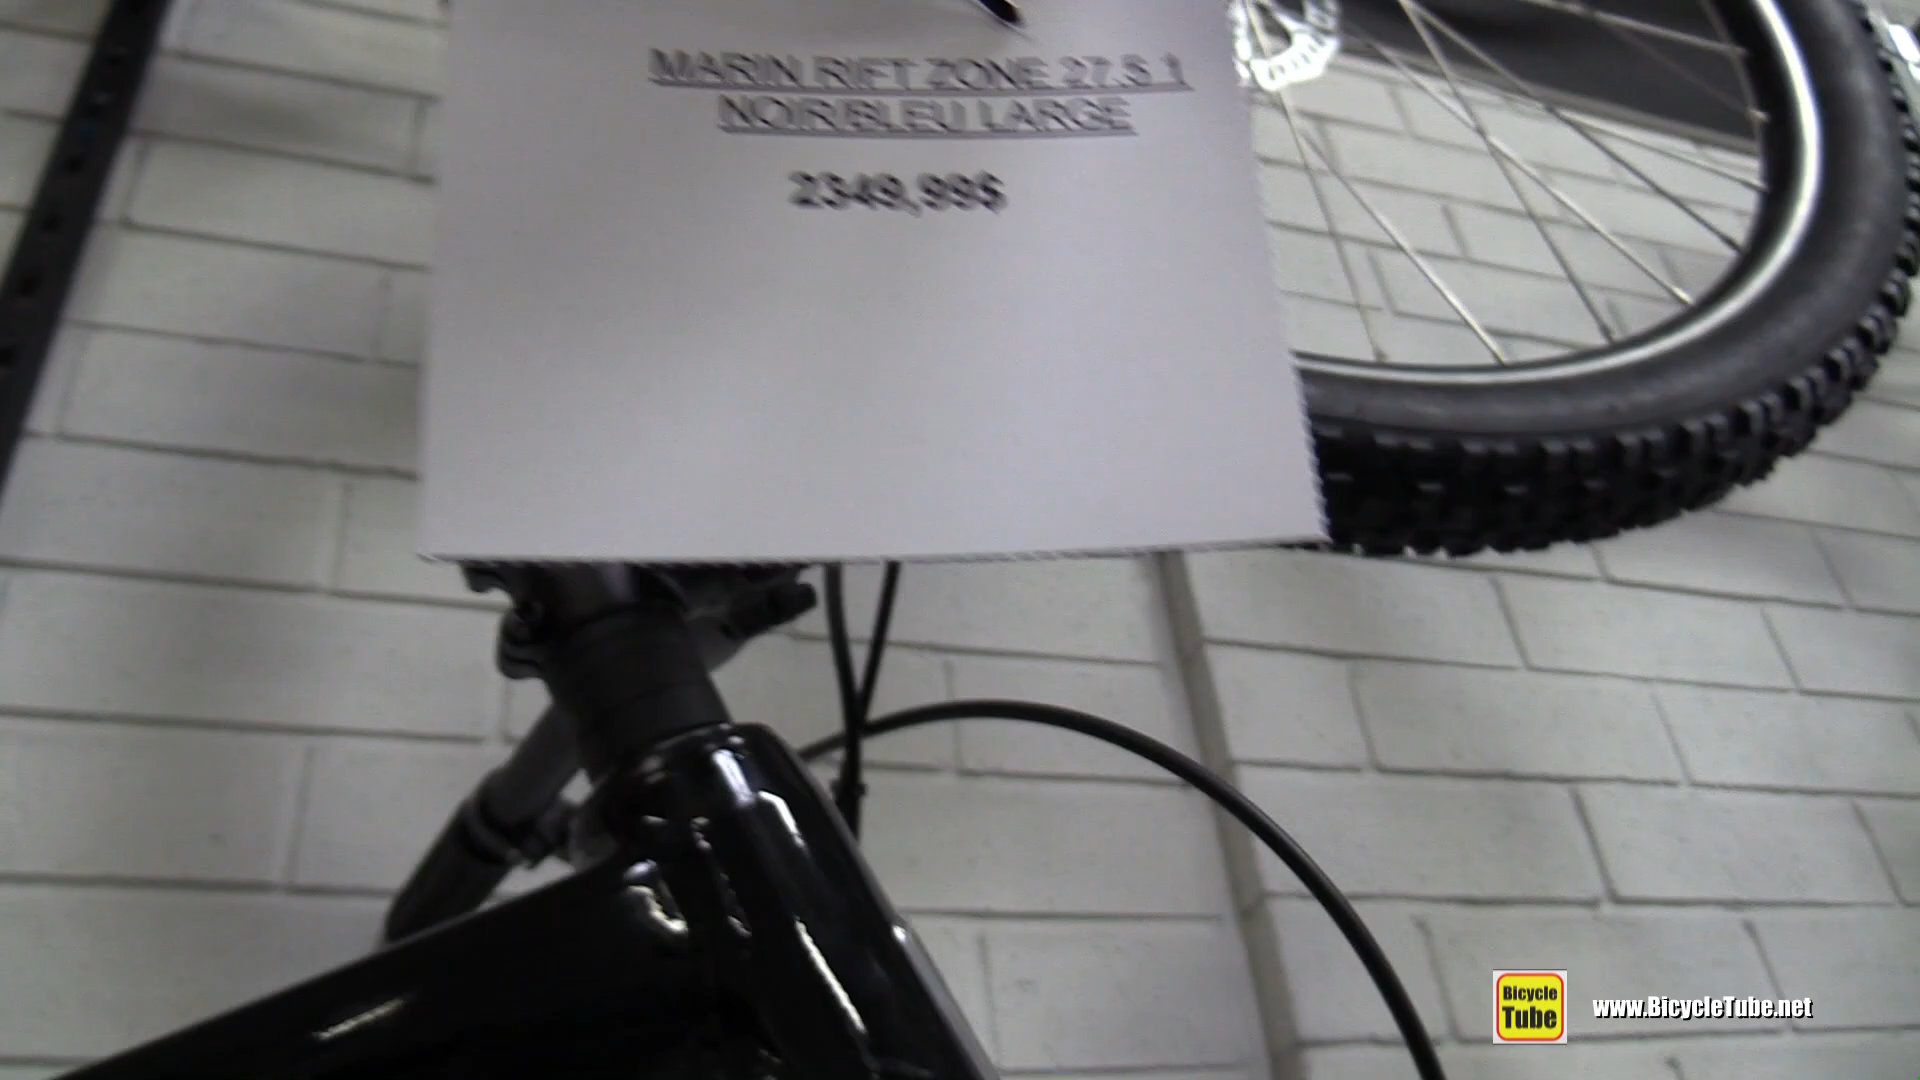 MARIN RIFT ZONE 27.5 1
NOIR/BLEU LARGE
2349,99$
Bicycle
Tube
www.BicycleTube.net